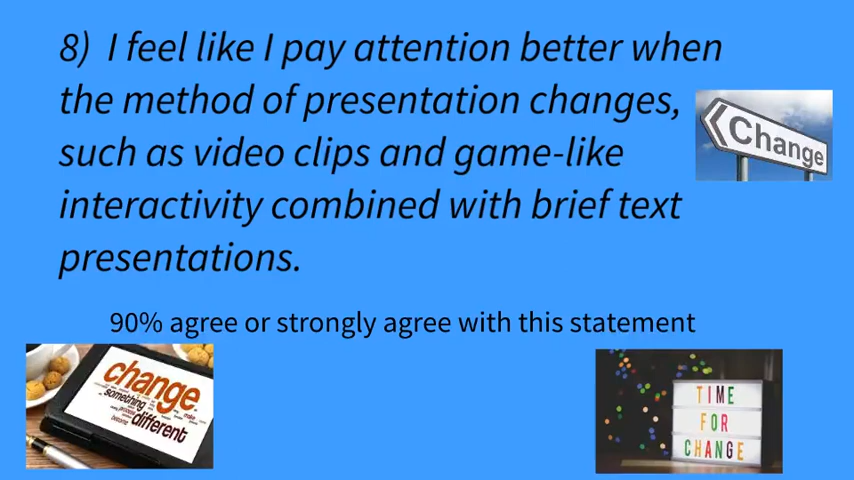 8) I feel like I pay attention better when
the method of presentation changes,
such as video clips and game-like
interactivity combined with brief text
presentations.
Change
90% agree or strongly agree with this statement
change
something
different
TIME
FOR
CHANGE